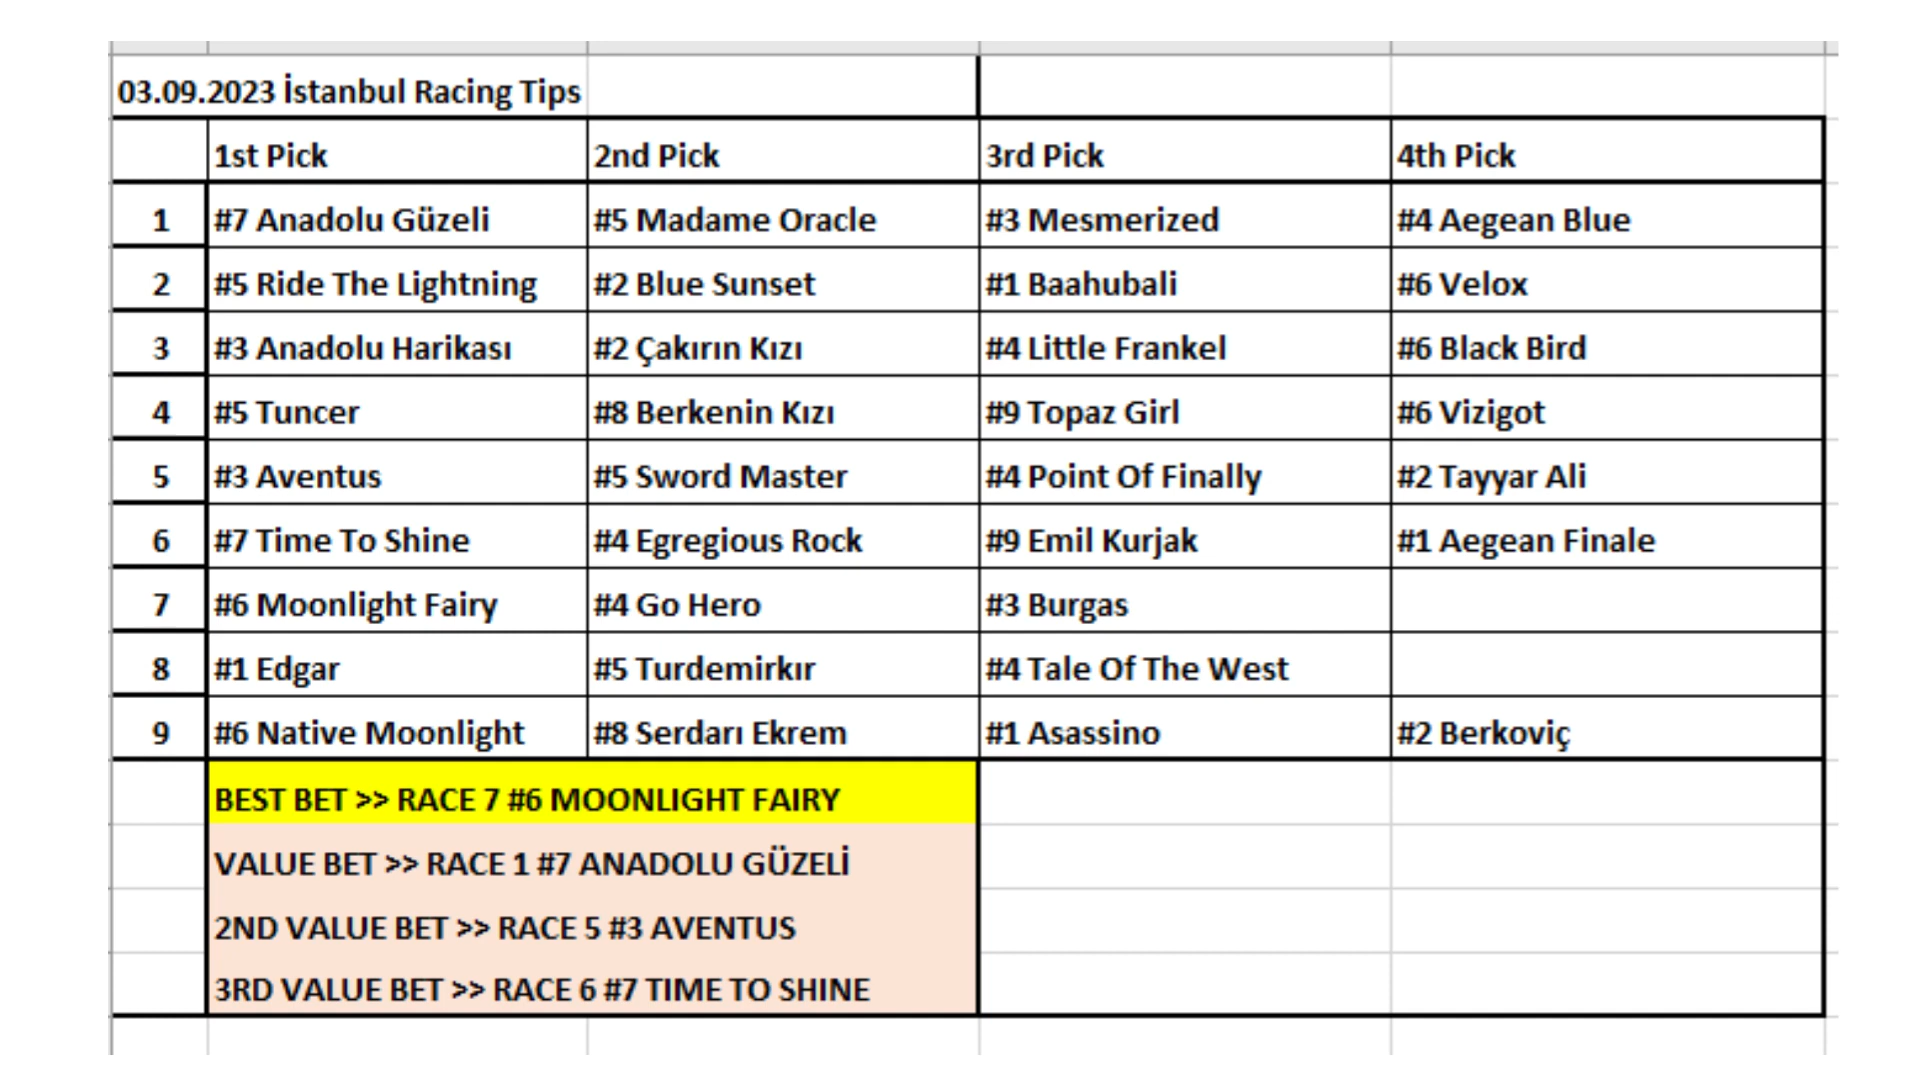 03.09.2023 İstanbul Racing Tips
1st Pick 2nd Pick 3rd Pick 4th Pick
1 #7 Anadolu Güzeli #5 Madame Oracle #3 Mesmerized #4 Aegean Blue
2 #5 Ride The Lightning #2 Blue Sunset #1 Baahubali #6 Velox
3 #3 Anadolu Harikası #2 Çakırın Kızı #4 Little Frankel #6 Black Bird
4 #5 Tuncer #8 Berkenin Kızı #9 Topaz Girl #6 Vizigot
5 #3 Aventus #5 Sword Master #4 Point Of Finally #2 Tayyar Ali
6 #7 Time To Shine #4 Egregious Rock #9 Emil Kurjak #1 Aegean Finale
7 #6 Moonlight Fairy #4 Go Hero #3 Burgas
8 #1 Edgar #5 Turdemirkır #4 Tale Of The West
9 #6 Native Moonlight #8 Serdarı Ekrem #1 Asassino #2 Berkoviç
BEST BET >> RACE 7 #6 MOONLIGHT FAIRY
VALUE BET >> RACE 1 #7 ANADOLU GÜZELİ
2ND VALUE BET >> RACE 5 #3 AVENTUS
3RD VALUE BET >> RACE 6 #7 TIME TO SHINE